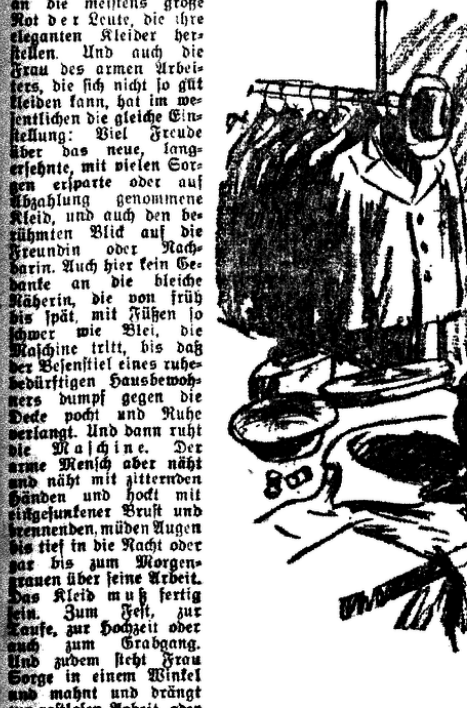 an die meistens große
Not der Leute, die ihre
eleganten Kleider her-
stellen. Und auch die
Frau des armen Arbei-
ters, die sich nicht so gut
kleiden kann, hat im we-
sentlichen die gleiche Ein-
stellung: Viel Freude
über das neue, lang-
ersehnte, mit vielen Sor-
gen ersparte oder auf
Abzahlung genommene
Kleid, und auch den be-
rühmten Blick auf die
Freundin oder Nach-
barin. Auch hier kein Ge-
danke an die bleiche
Näherin, die von früh
bis spät, mit Füßen so
schwer wie Blei, die
Maschine tritt, bis daß
der Besenstiel eines ruhe-
bedürftigen Hausbewoh-
ners dumpf gegen die
Decke pocht und Ruhe
verlangt. Und dann ruht
die Maschine. Der
arme Mensch aber näht
und näht mit zitternden
Händen und hockt mit
eingesunkener Brust und
brennenden, müden Augen
bis tief in die Nacht oder
gar bis zum Morgen-
grauen über seine Arbeit.
Das Kleid muß fertig
sein. Zum Fest, zur
Taufe, zur Hochzeit oder
auch zum Grabgang.
Und zudem steht Frau
Sorge in einem Winkel
und mahnt und drängt